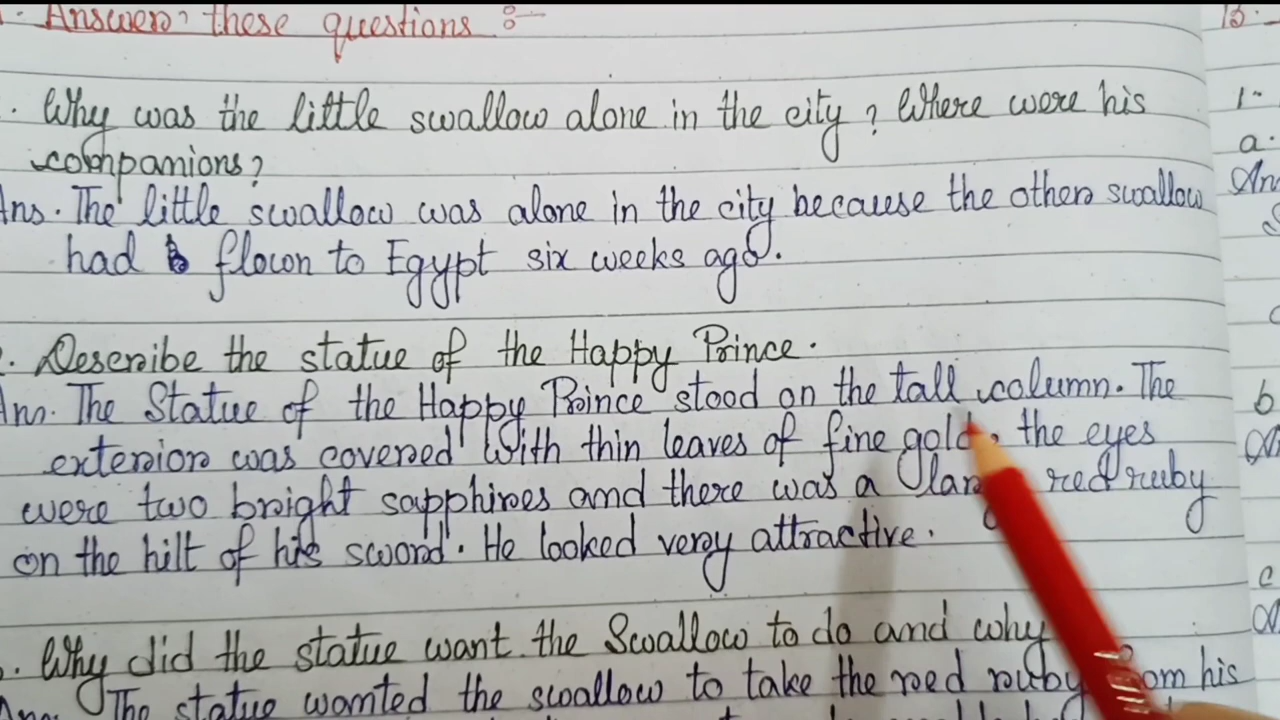 Answer these questions :-
. Why was the little swallow alone in the city ? Where were his
companions?
Ans. The little swallow was alone in the city because the other swallow
had flown to Egypt six weeks ago.
. Describe the statue of the Happy Prince.
Ans. The Statue of the Happy Prince stood on the tall column. The
exterior was covered with thin leaves of fine gold, the eyes
were two bright sapphires and there was a red ruby
on the hilt of his sword. He looked very attractive.
. Why did the statue want the Swallow to do and why
The statue wanted the swallow to take the red ruby from his
1.
a.
An
b
c